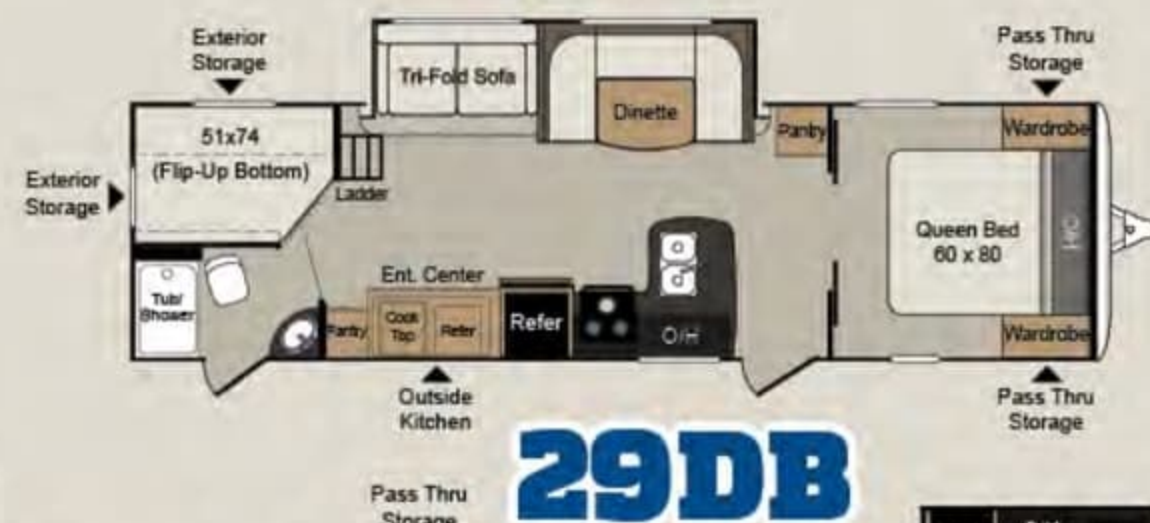 Exterior
Storage
Pass Thru
Storage
Tri-Fold Sofa
Dinette
Pantry
Wardrobe
51x74
(Flip-Up Bottom)
Exterior
Storage
Ladder
Queen Bed
60 x 80
O/H
Ent. Center
Tub/
Shower
Pantry
Cook
Top
Refer
Refer
O/H
Wardrobe
Outside
Kitchen
Pass Thru
Storage
29DB
Pass Thru
Storage